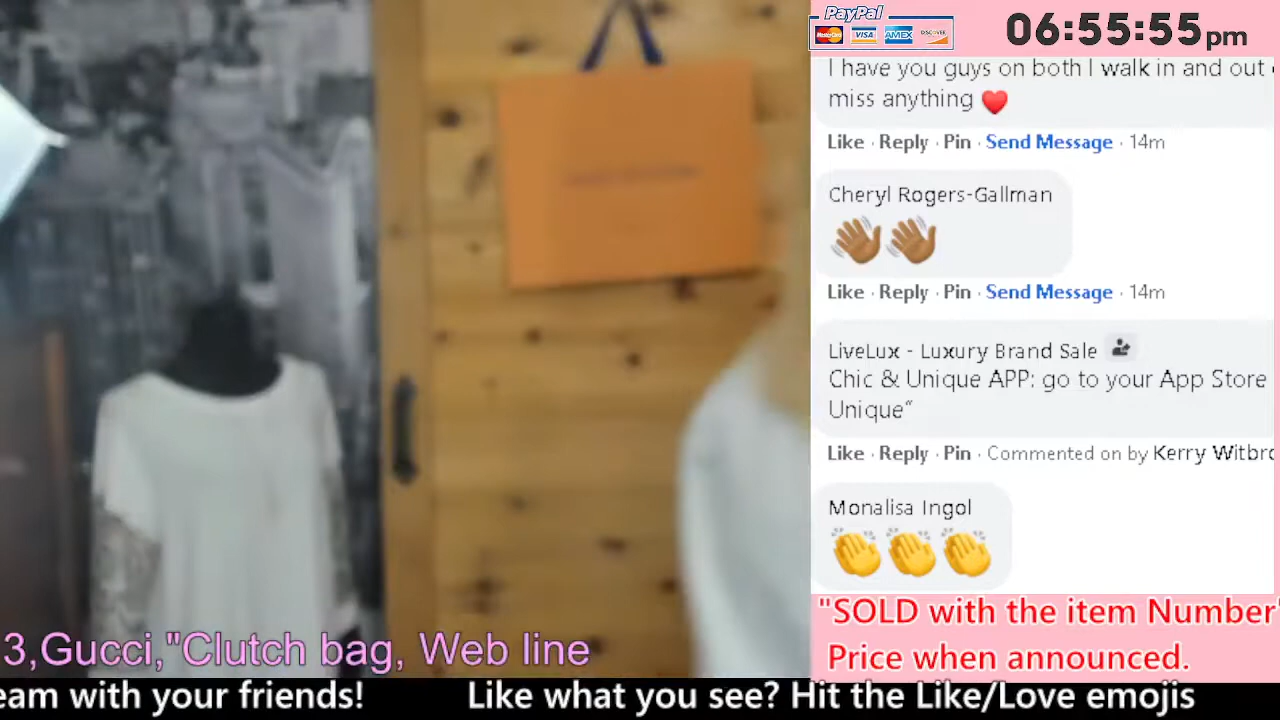 PayPal
MasterCard VISA AMEX DISCOVER
06:55:55pm
I have you guys on both I walk in and out
miss anything ❤️
Like · Reply · Pin · Send Message · 14m
Cheryl Rogers-Gallman
👋🏾👋🏾
Like · Reply · Pin · Send Message · 14m
LiveLux - Luxury Brand Sale
Chic & Unique APP: go to your App Store
Unique“
Like · Reply · Pin · Commented on by Kerry Witbro
Monalisa Ingol
👏👏👏
"SOLD with the item Number"
Price when announced.
3,Gucci,"Clutch bag, Web line
eam with your friends! Like what you see? Hit the Like/Love emojis